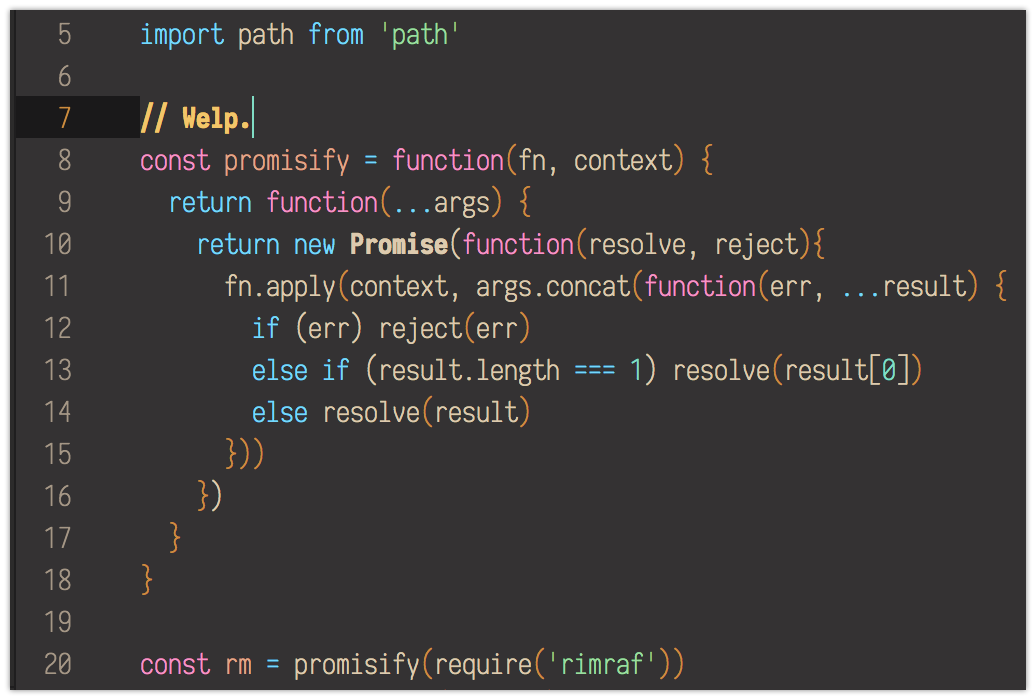 5 import path from 'path'
6
7 // Welp.
8 const promisify = function(fn, context) {
9   return function(...args) {
10     return new Promise(function(resolve, reject){
11       fn.apply(context, args.concat(function(err, ...result) {
12         if (err) reject(err)
13         else if (result.length === 1) resolve(result[0])
14         else resolve(result)
15       }))
16     })
17   }
18 }
19
20 const rm = promisify(require('rimraf'))